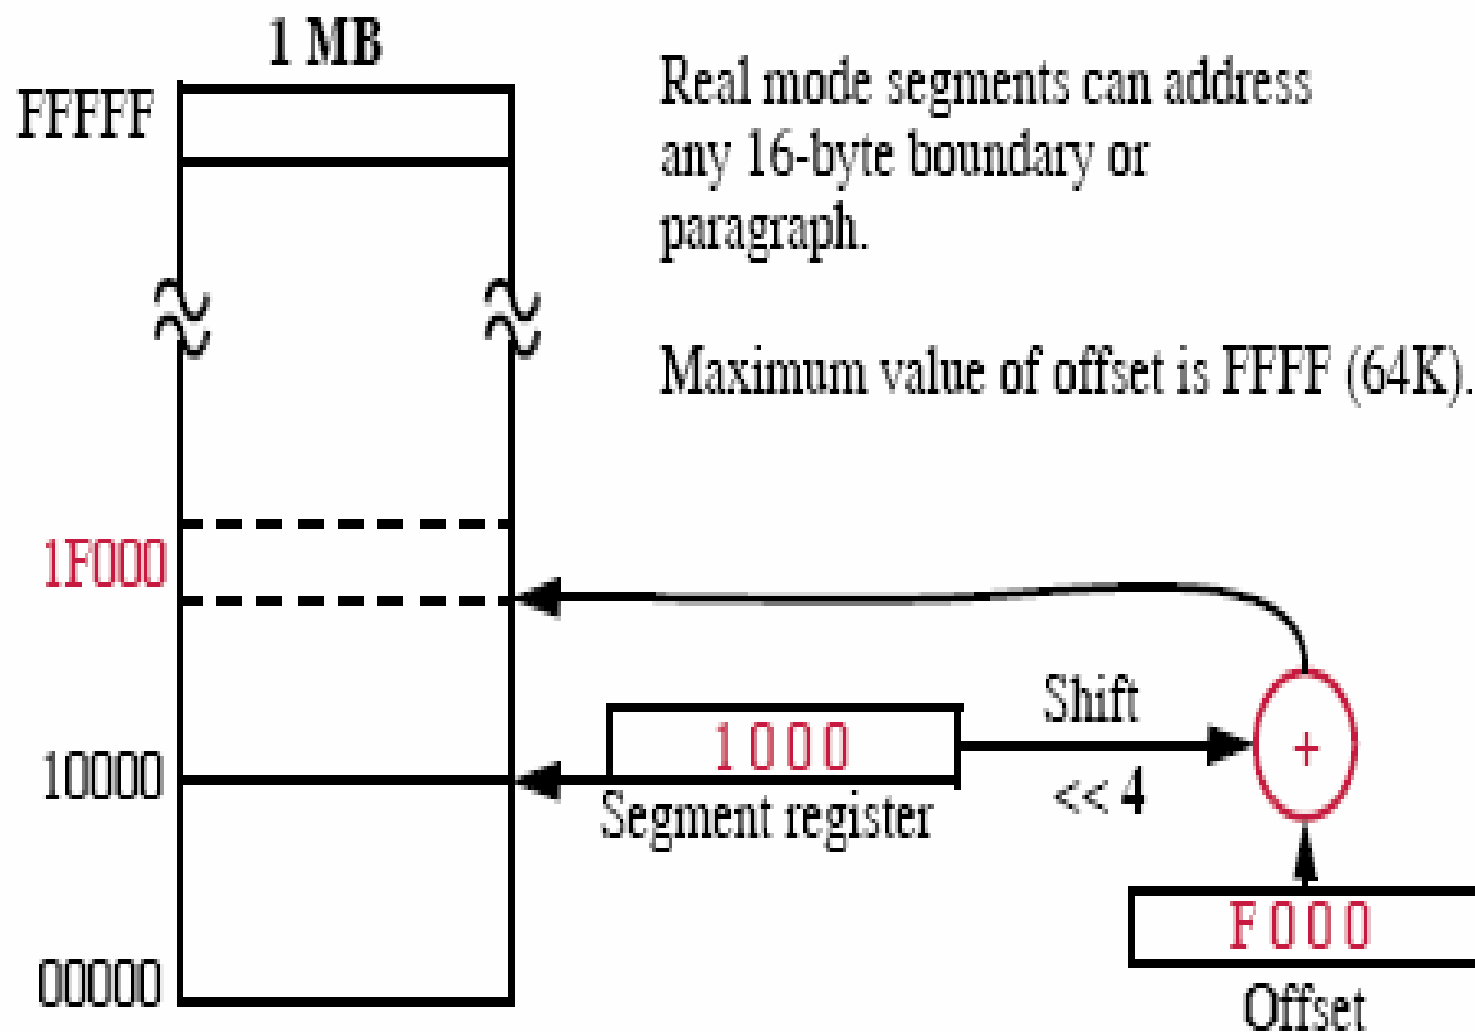 1 MB
FFFFF
Real mode segments can address
any 16-byte boundary or
paragraph.
Maximum value of offset is FFFF (64K).
1F000
Shift
1000
+
10000
<< 4
Segment register
F000
00000
Offset